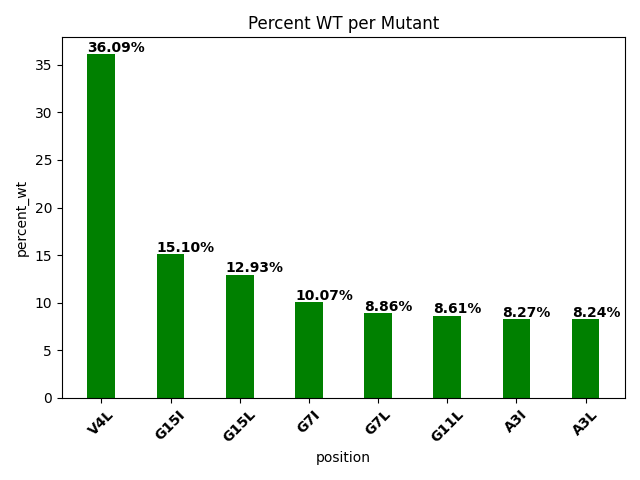 Percent WT per Mutant
percent_wt
35
30
25
20
15
10
5
0
36.09%
15.10%
12.93%
10.07%
8.86%
8.61%
8.27%
8.24%
V4L
G15I
G15L
G7I
G7L
G11L
A3I
A3L
position